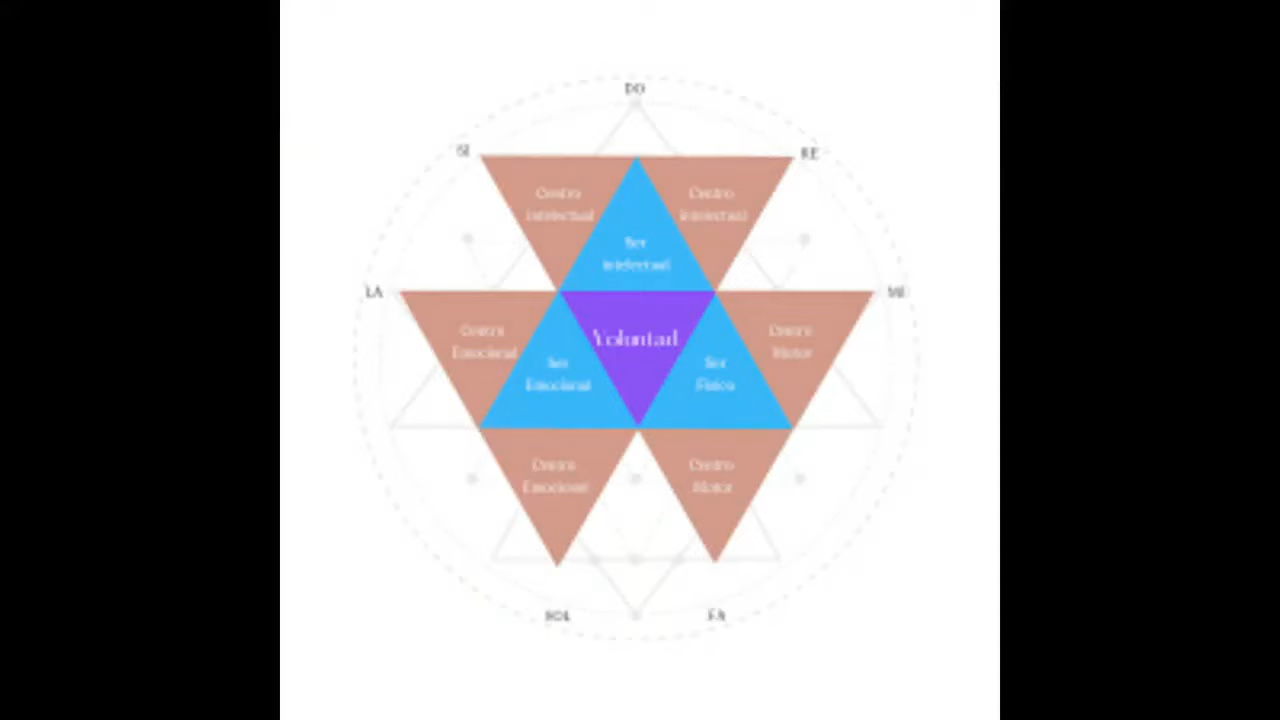 DO
SI
RE
Centro
Intelectual
Centro
Intelectual
Ser
intelectual
LA
MI
Centro
Emocional
Voluntad
Centro
Motor
Ser
Emocional
Ser
Físico
Centro
Emocional
Centro
Motor
SOL
FA